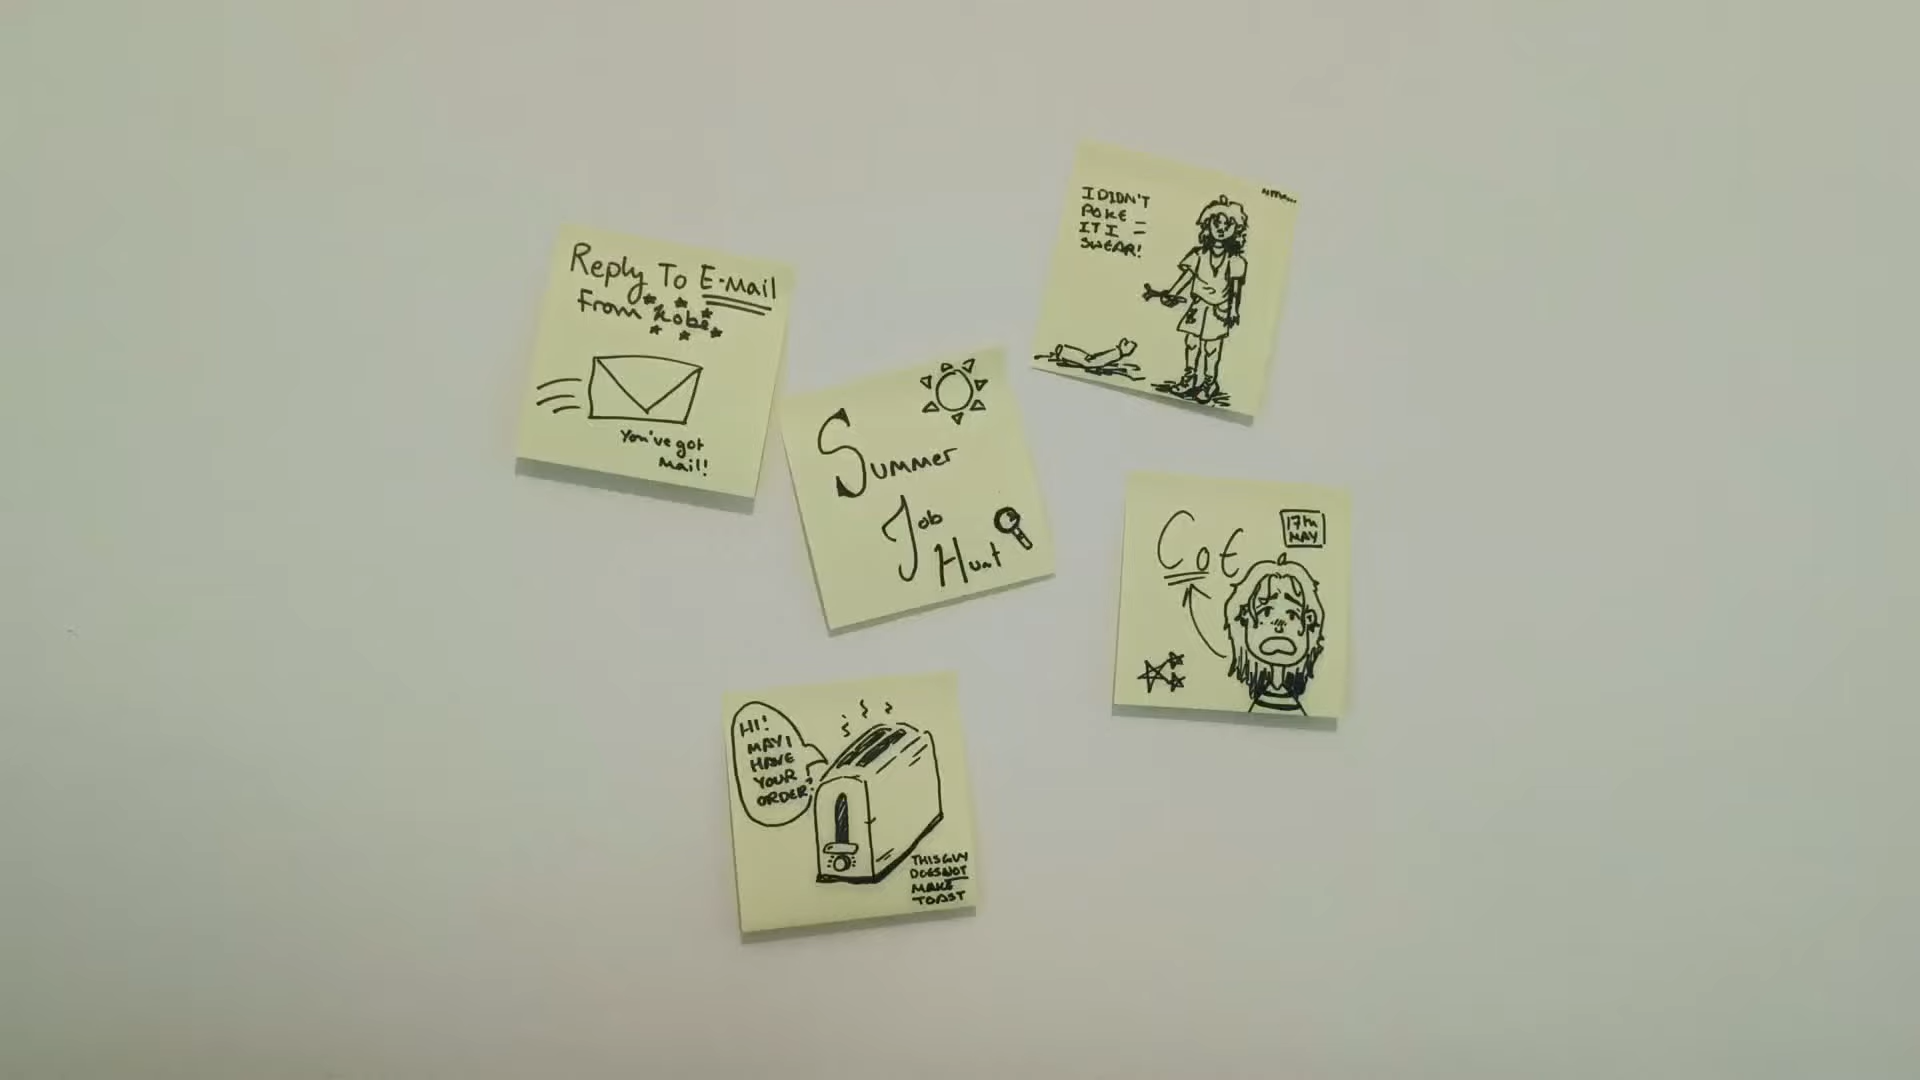 Reply To E-Mail
From Kobe
You've got
Mail!
I DIDN'T
POKE
IT I
SWEAR!
Summer
Job
Hunt
CoE
17th
MAY
HI!
MAY I
HAVE
YOUR
ORDER?
THIS GUY
DOES NOT
MAKE
TOAST